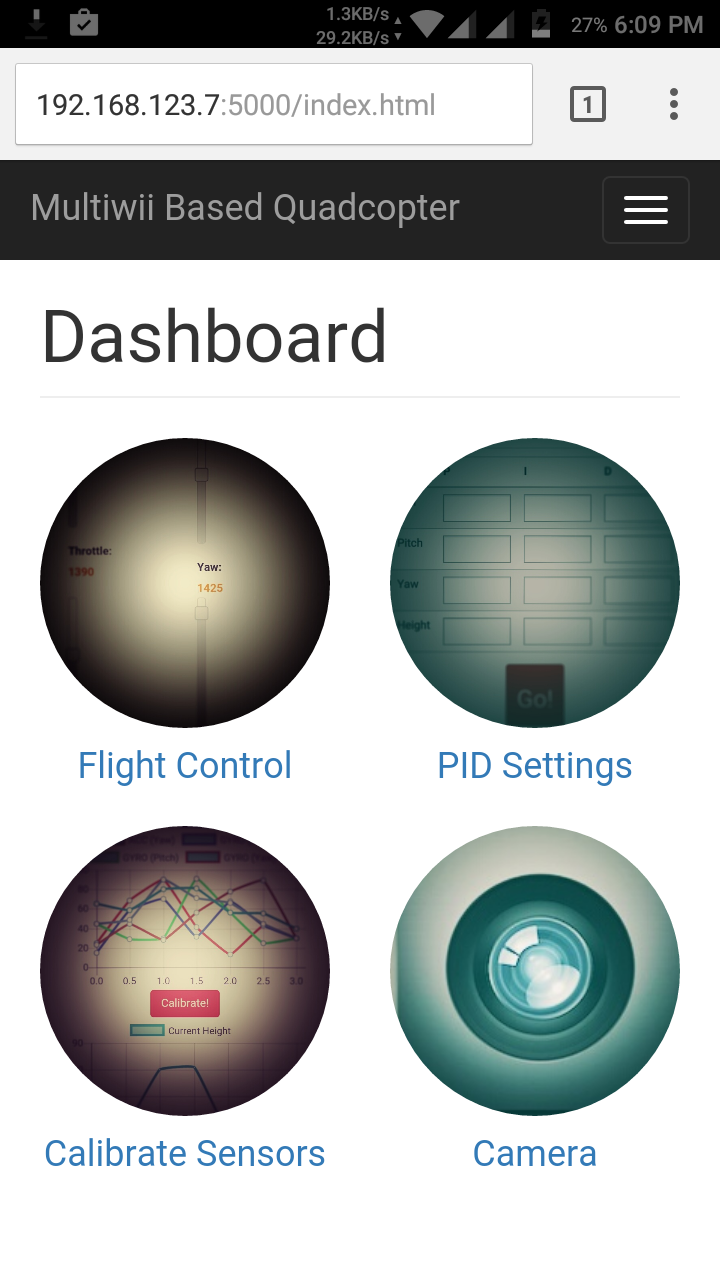 1.3KB/s
29.2KB/s
27% 6:09 PM
192.168.123.7:5000/index.html
1
Multiwii Based Quadcopter
Dashboard
Throttle:
1390
Yaw:
1425
Flight Control
P I D
Pitch
Yaw
Height
Go!
PID Settings
GYRO (Pitch) GYRO
80
60
40
20
0
0.0 0.5 1.0 1.5 2.0 2.5 3.0
Calibrate!
Current Height
90
Calibrate Sensors
Camera